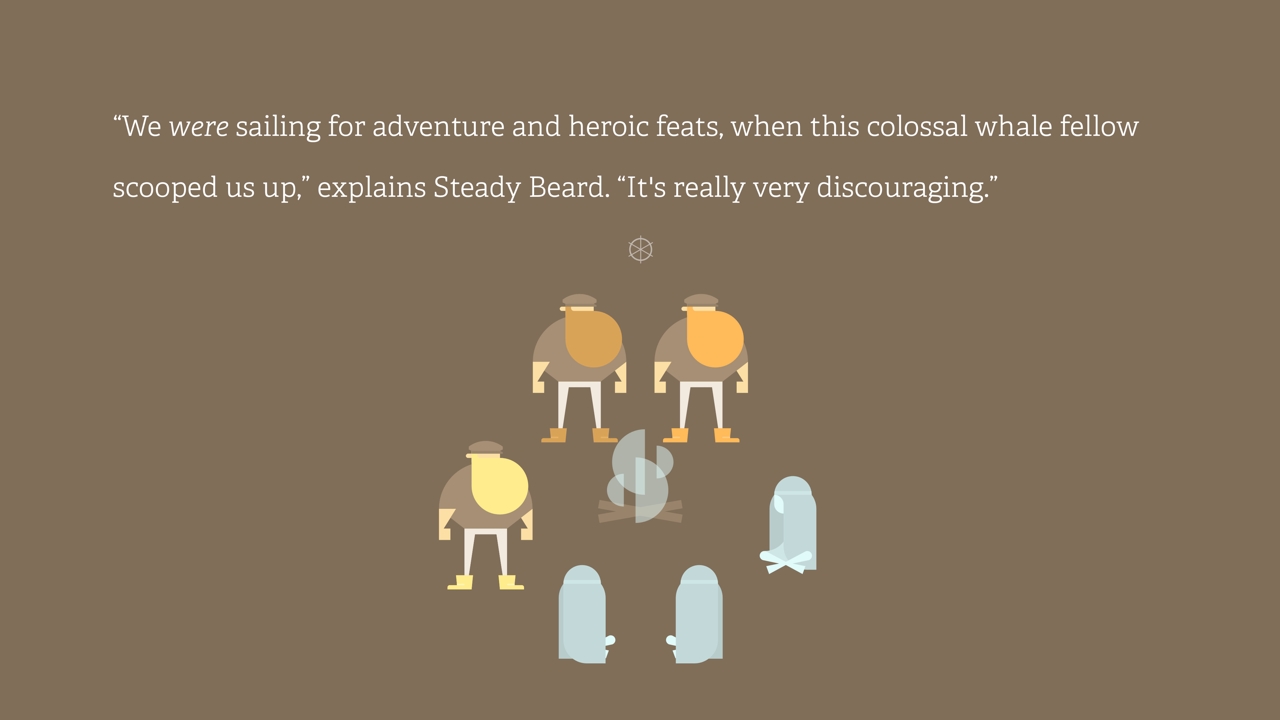 “We were sailing for adventure and heroic feats, when this colossal whale fellow
scooped us up,” explains Steady Beard. “It's really very discouraging.”